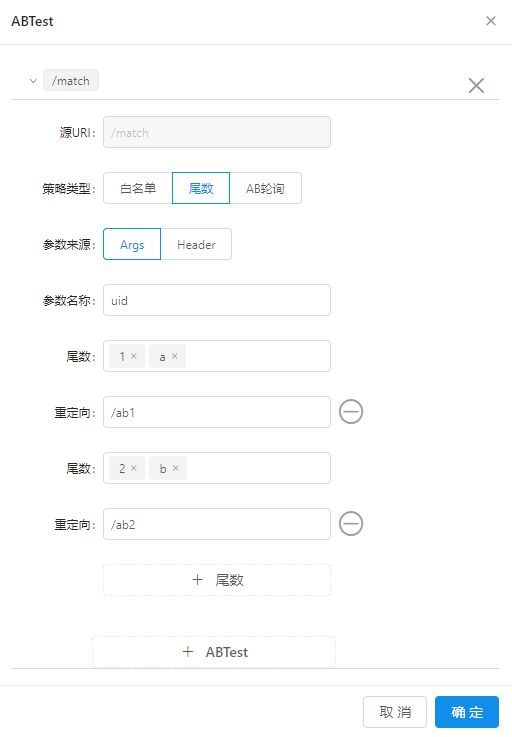 ABTest
/match
源URI: /match
策略类型: 白名单 尾数 AB轮询
参数来源: Args Header
参数名称: uid
尾数: 1 × a ×
重定向: /ab1
尾数: 2 × b ×
重定向: /ab2
+ 尾数
+ ABTest
取 消 确 定